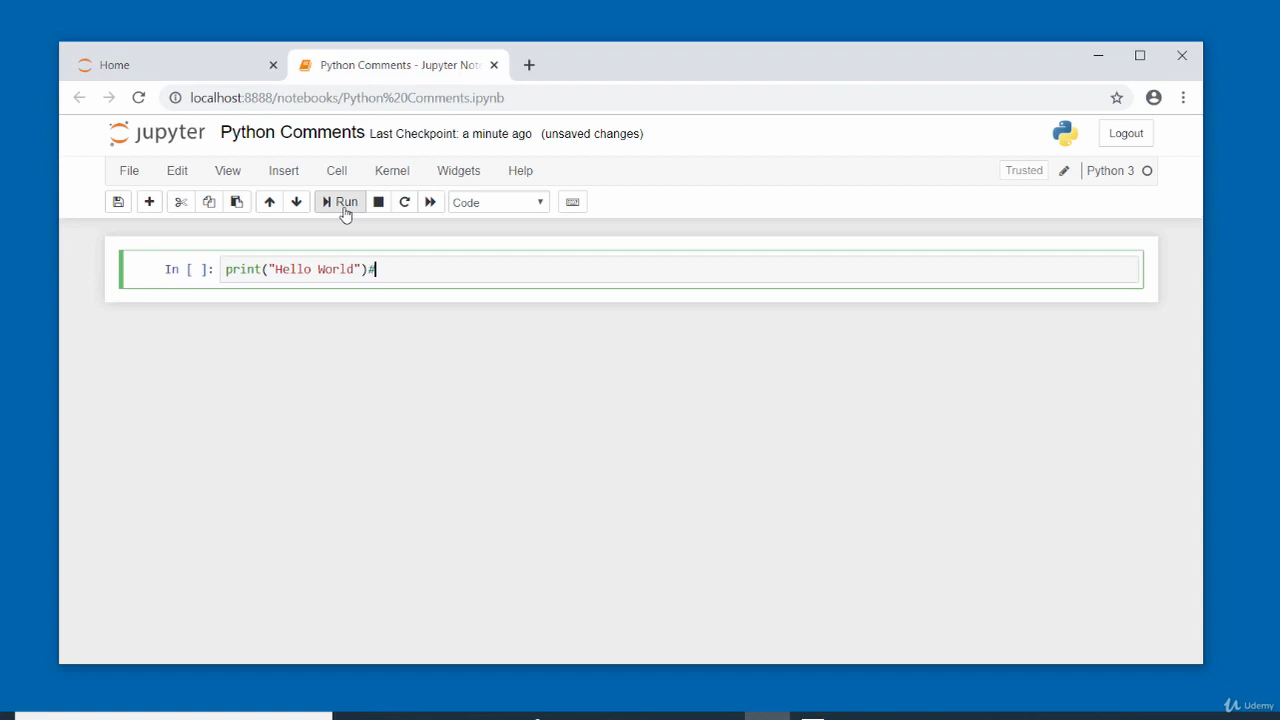 Home
Python Comments - Jupyter Not
localhost:8888/notebooks/Python%20Comments.ipynb
jupyter Python Comments Last Checkpoint: a minute ago (unsaved changes) Logout
File Edit View Insert Cell Kernel Widgets Help Trusted Python 3
Run Code
In [ ]: print("Hello World")#
Udemy